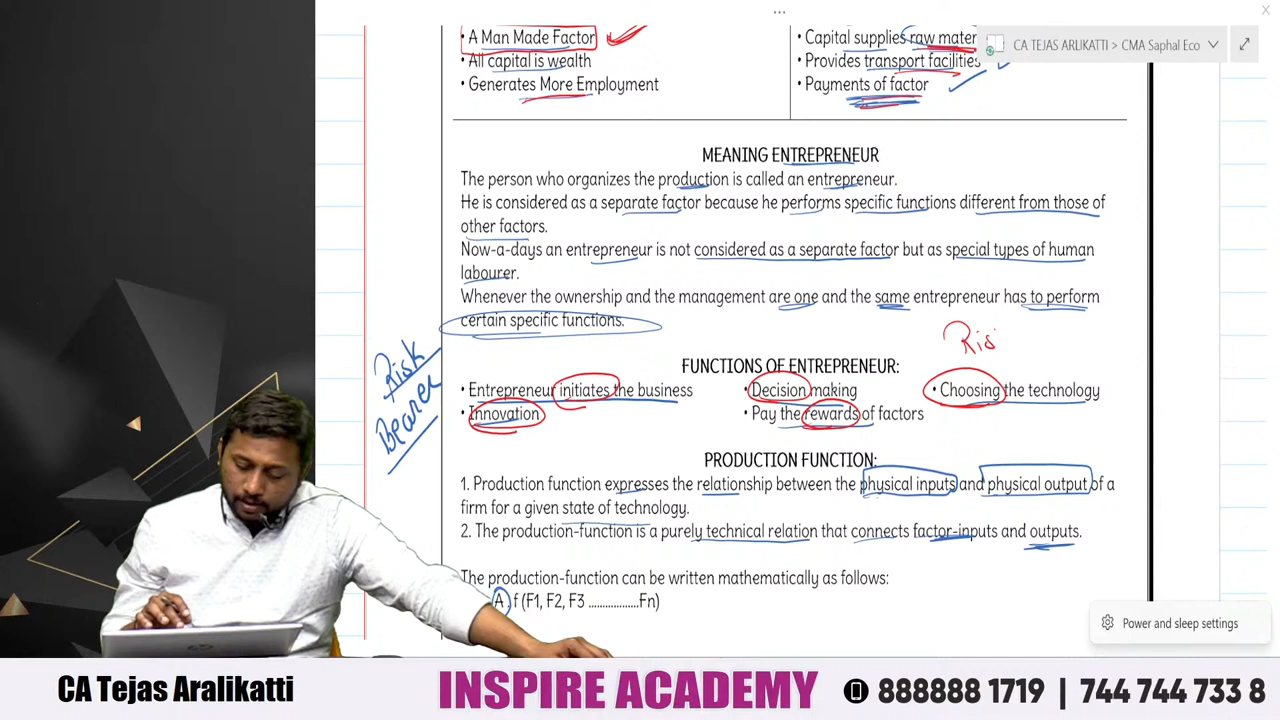 • A Man Made Factor
• All capital is wealth
• Generates More Employment
• Capital supplies raw mater
• Provides transport facilities
• Payments of factor
CA TEJAS ARLIKATTI > CMA Saphal Eco
MEANING ENTREPRENEUR
The person who organizes the production is called an entrepreneur.
He is considered as a separate factor because he performs specific functions different from those of
other factors.
Now-a-days an entrepreneur is not considered as a separate factor but as special types of human
labourer.
Whenever the ownership and the management are one and the same entrepreneur has to perform
certain specific functions.
Ris
Risk
Bearer
FUNCTIONS OF ENTREPRENEUR:
• Entrepreneur initiates the business
• Decision making
• Choosing the technology
• Innovation
• Pay the rewards of factors
PRODUCTION FUNCTION:
1. Production function expresses the relationship between the physical inputs and physical output of a
firm for a given state of technology.
2. The production-function is a purely technical relation that connects factor-inputs and outputs.
The production-function can be written mathematically as follows:
A, f (F1, F2, F3 ..................Fn)
Power and sleep settings
CA Tejas Aralikatti
INSPIRE ACADEMY
888888 1719 | 744 744 733 8